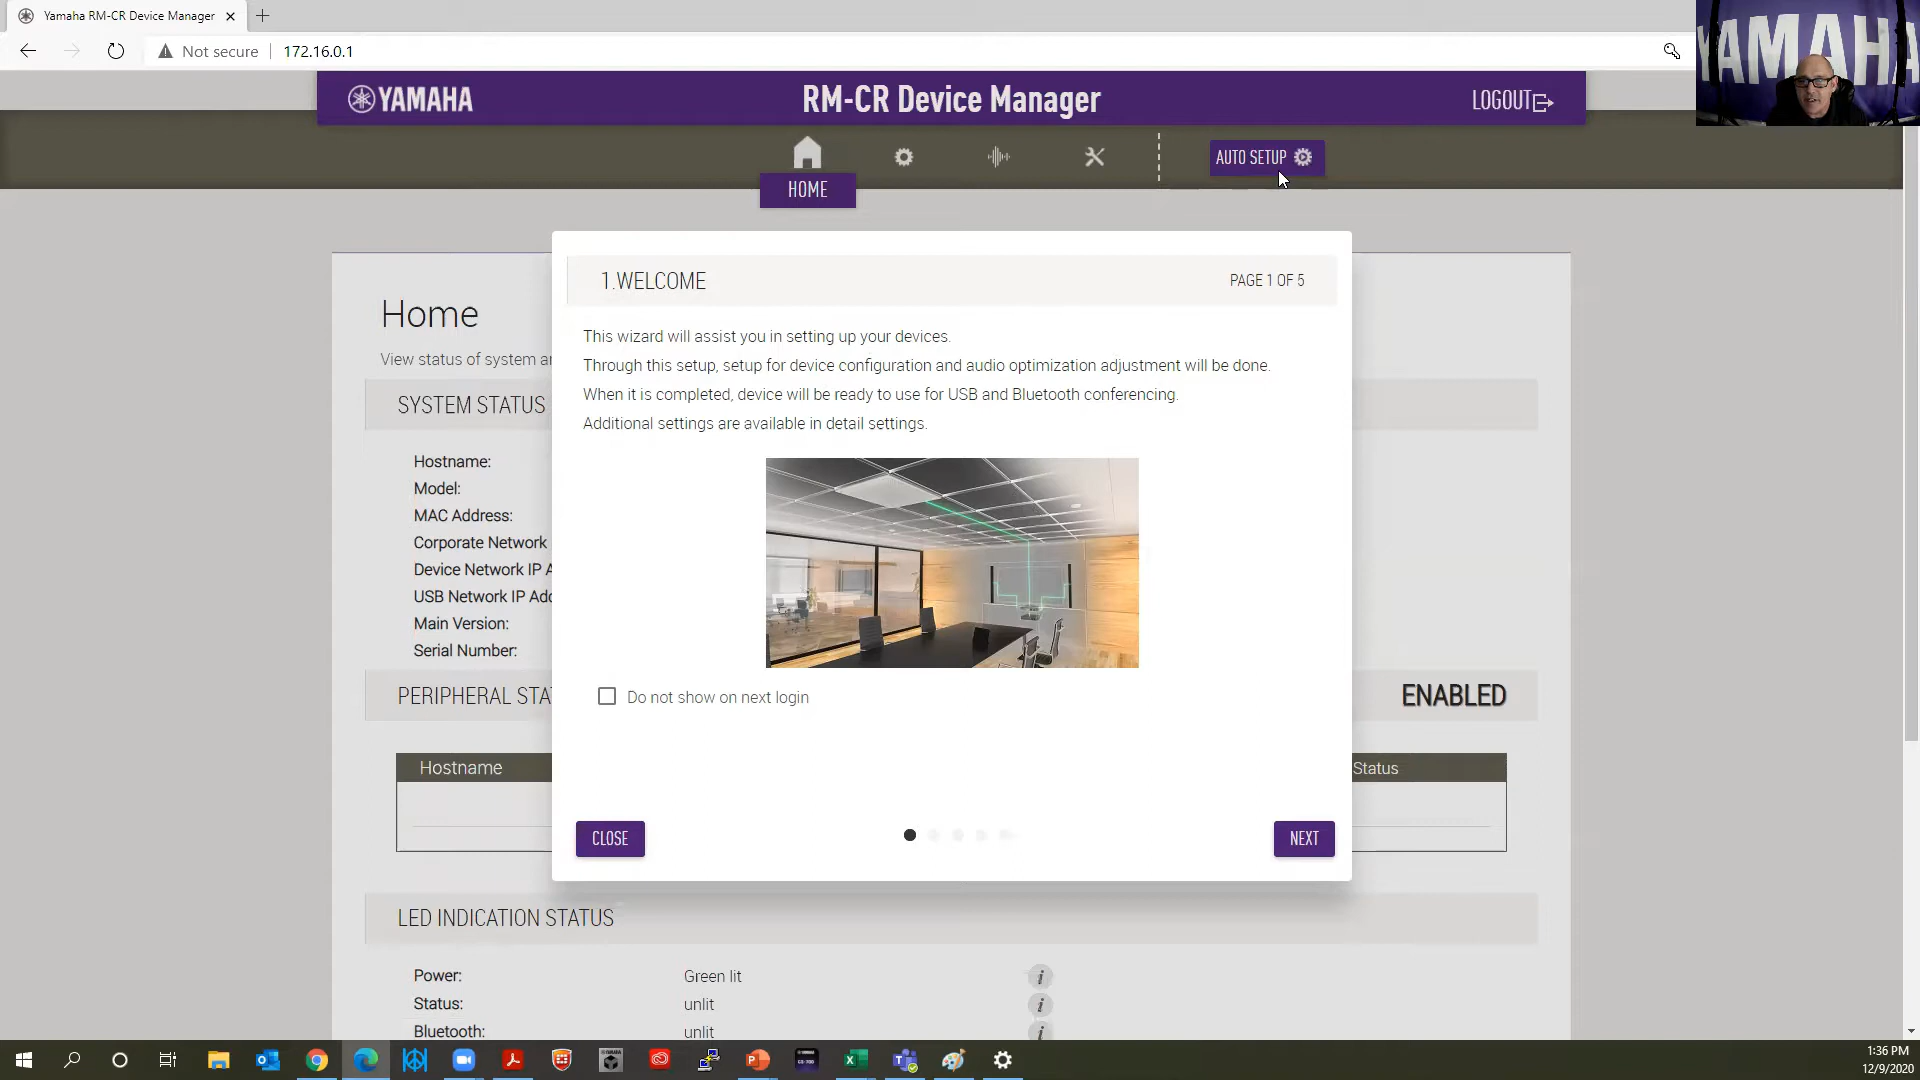 Yamaha RM-CR Device Manager
Not secure
172.16.0.1
YAMAHA
YAMAHA
RM-CR Device Manager
LOGOUT
AUTO SETUP
HOME
1.WELCOME
PAGE 1 OF 5
Home
This wizard will assist you in setting up your devices.
View status of system a
Through this setup, setup for device configuration and audio optimization adjustment will be done.
When it is completed, device will be ready to use for USB and Bluetooth conferencing.
SYSTEM STATUS
Additional settings are available in detail settings.
Hostname:
Model:
MAC Address:
Corporate Network
Device Network IP A
USB Network IP Add
Main Version:
Serial Number:
PERIPHERAL STA
ENABLED
Do not show on next login
Hostname
Status
CLOSE
NEXT
LED INDICATION STATUS
Power:
Green lit
Status:
unlit
Bluetooth:
unlit
1:36 PM
12/9/2020